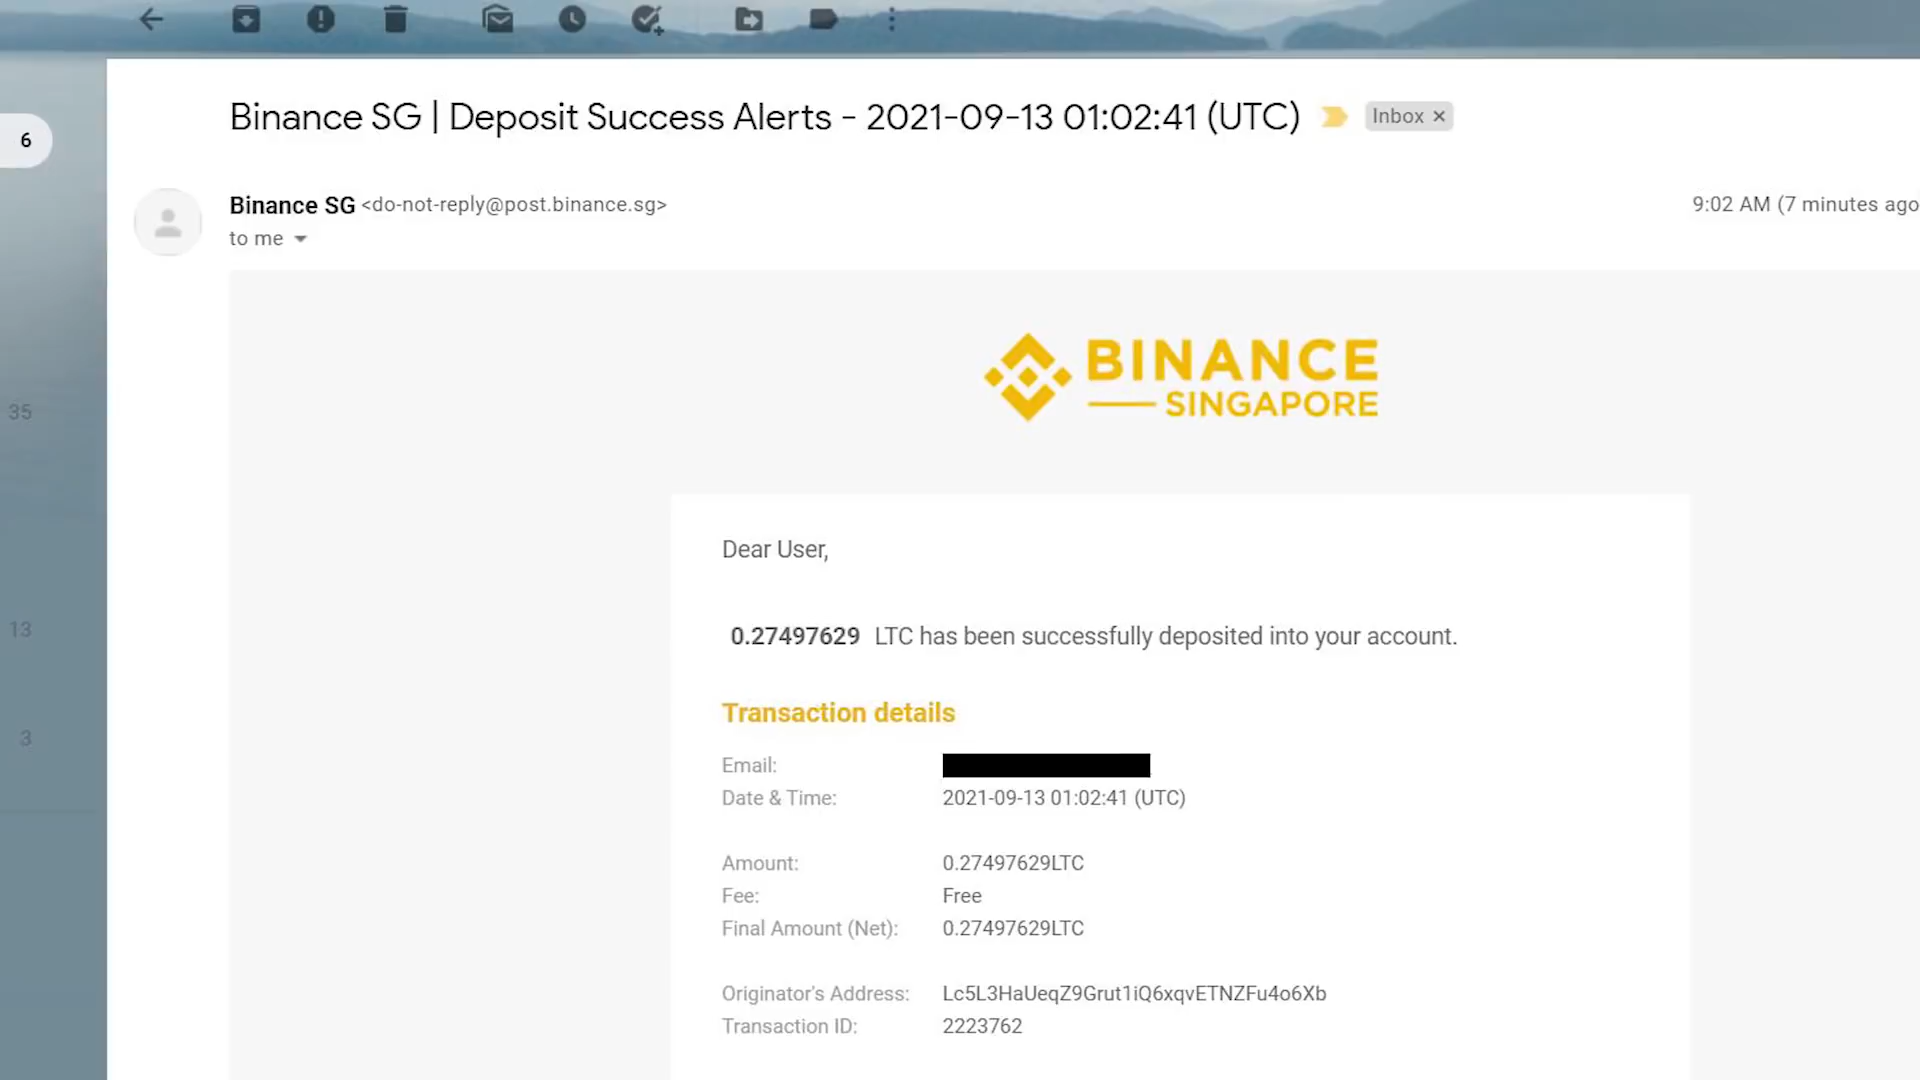 Binance SG | Deposit Success Alerts - 2021-09-13 01:02:41 (UTC) Inbox ×
6
Binance SG <do-not-reply@post.binance.sg> 9:02 AM (7 minutes ago
to me
BINANCE
SINGAPORE
35
Dear User,
13
0.27497629 LTC has been successfully deposited into your account.
Transaction details
3
Email:
Date & Time: 2021-09-13 01:02:41 (UTC)
Amount: 0.27497629LTC
Fee: Free
Final Amount (Net): 0.27497629LTC
Originator's Address: Lc5L3HaUeqZ9Grut1iQ6xqvETNZFu4o6Xb
Transaction ID: 2223762